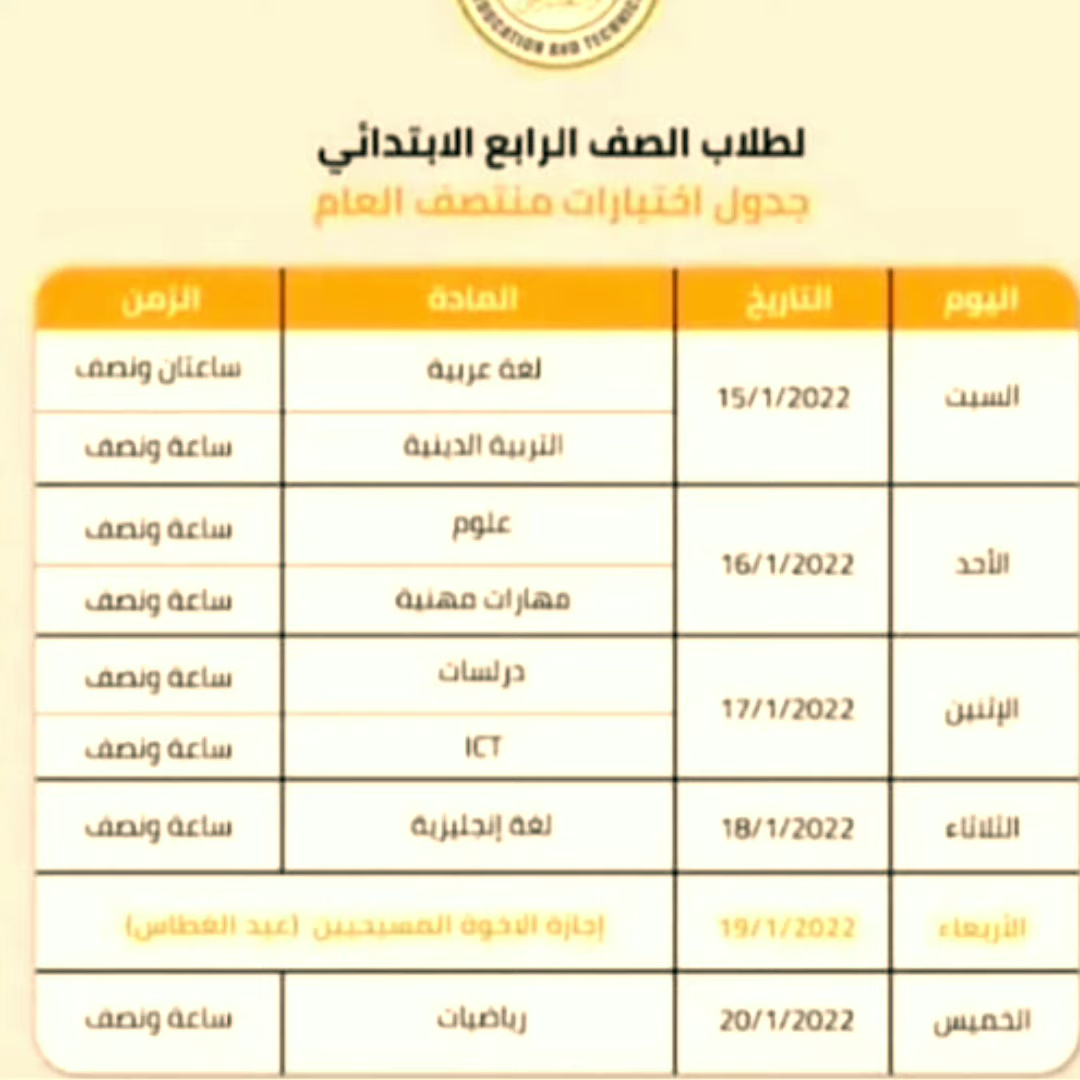 EDUCATION AND TECHNIC
لطلاب الصف الرابع الابتدائي
جدول اختبارات منتصف العام
اليوم التاريخ المادة الزمن
السبت 15/1/2022 لغة عربية ساعتان ونصف
التربية الدينية ساعة ونصف
الأحد 16/1/2022 علوم ساعة ونصف
مهارات مهنية ساعة ونصف
الإثنين 17/1/2022 درلسات ساعة ونصف
ICT ساعة ونصف
الثلاثاء 18/1/2022 لغة إنجليزية ساعة ونصف
الأربعاء 19/1/2022 إجازة الاخوة المسيحيين (عيد الغطاس)
الخميس 20/1/2022 رياضيات ساعة ونصف